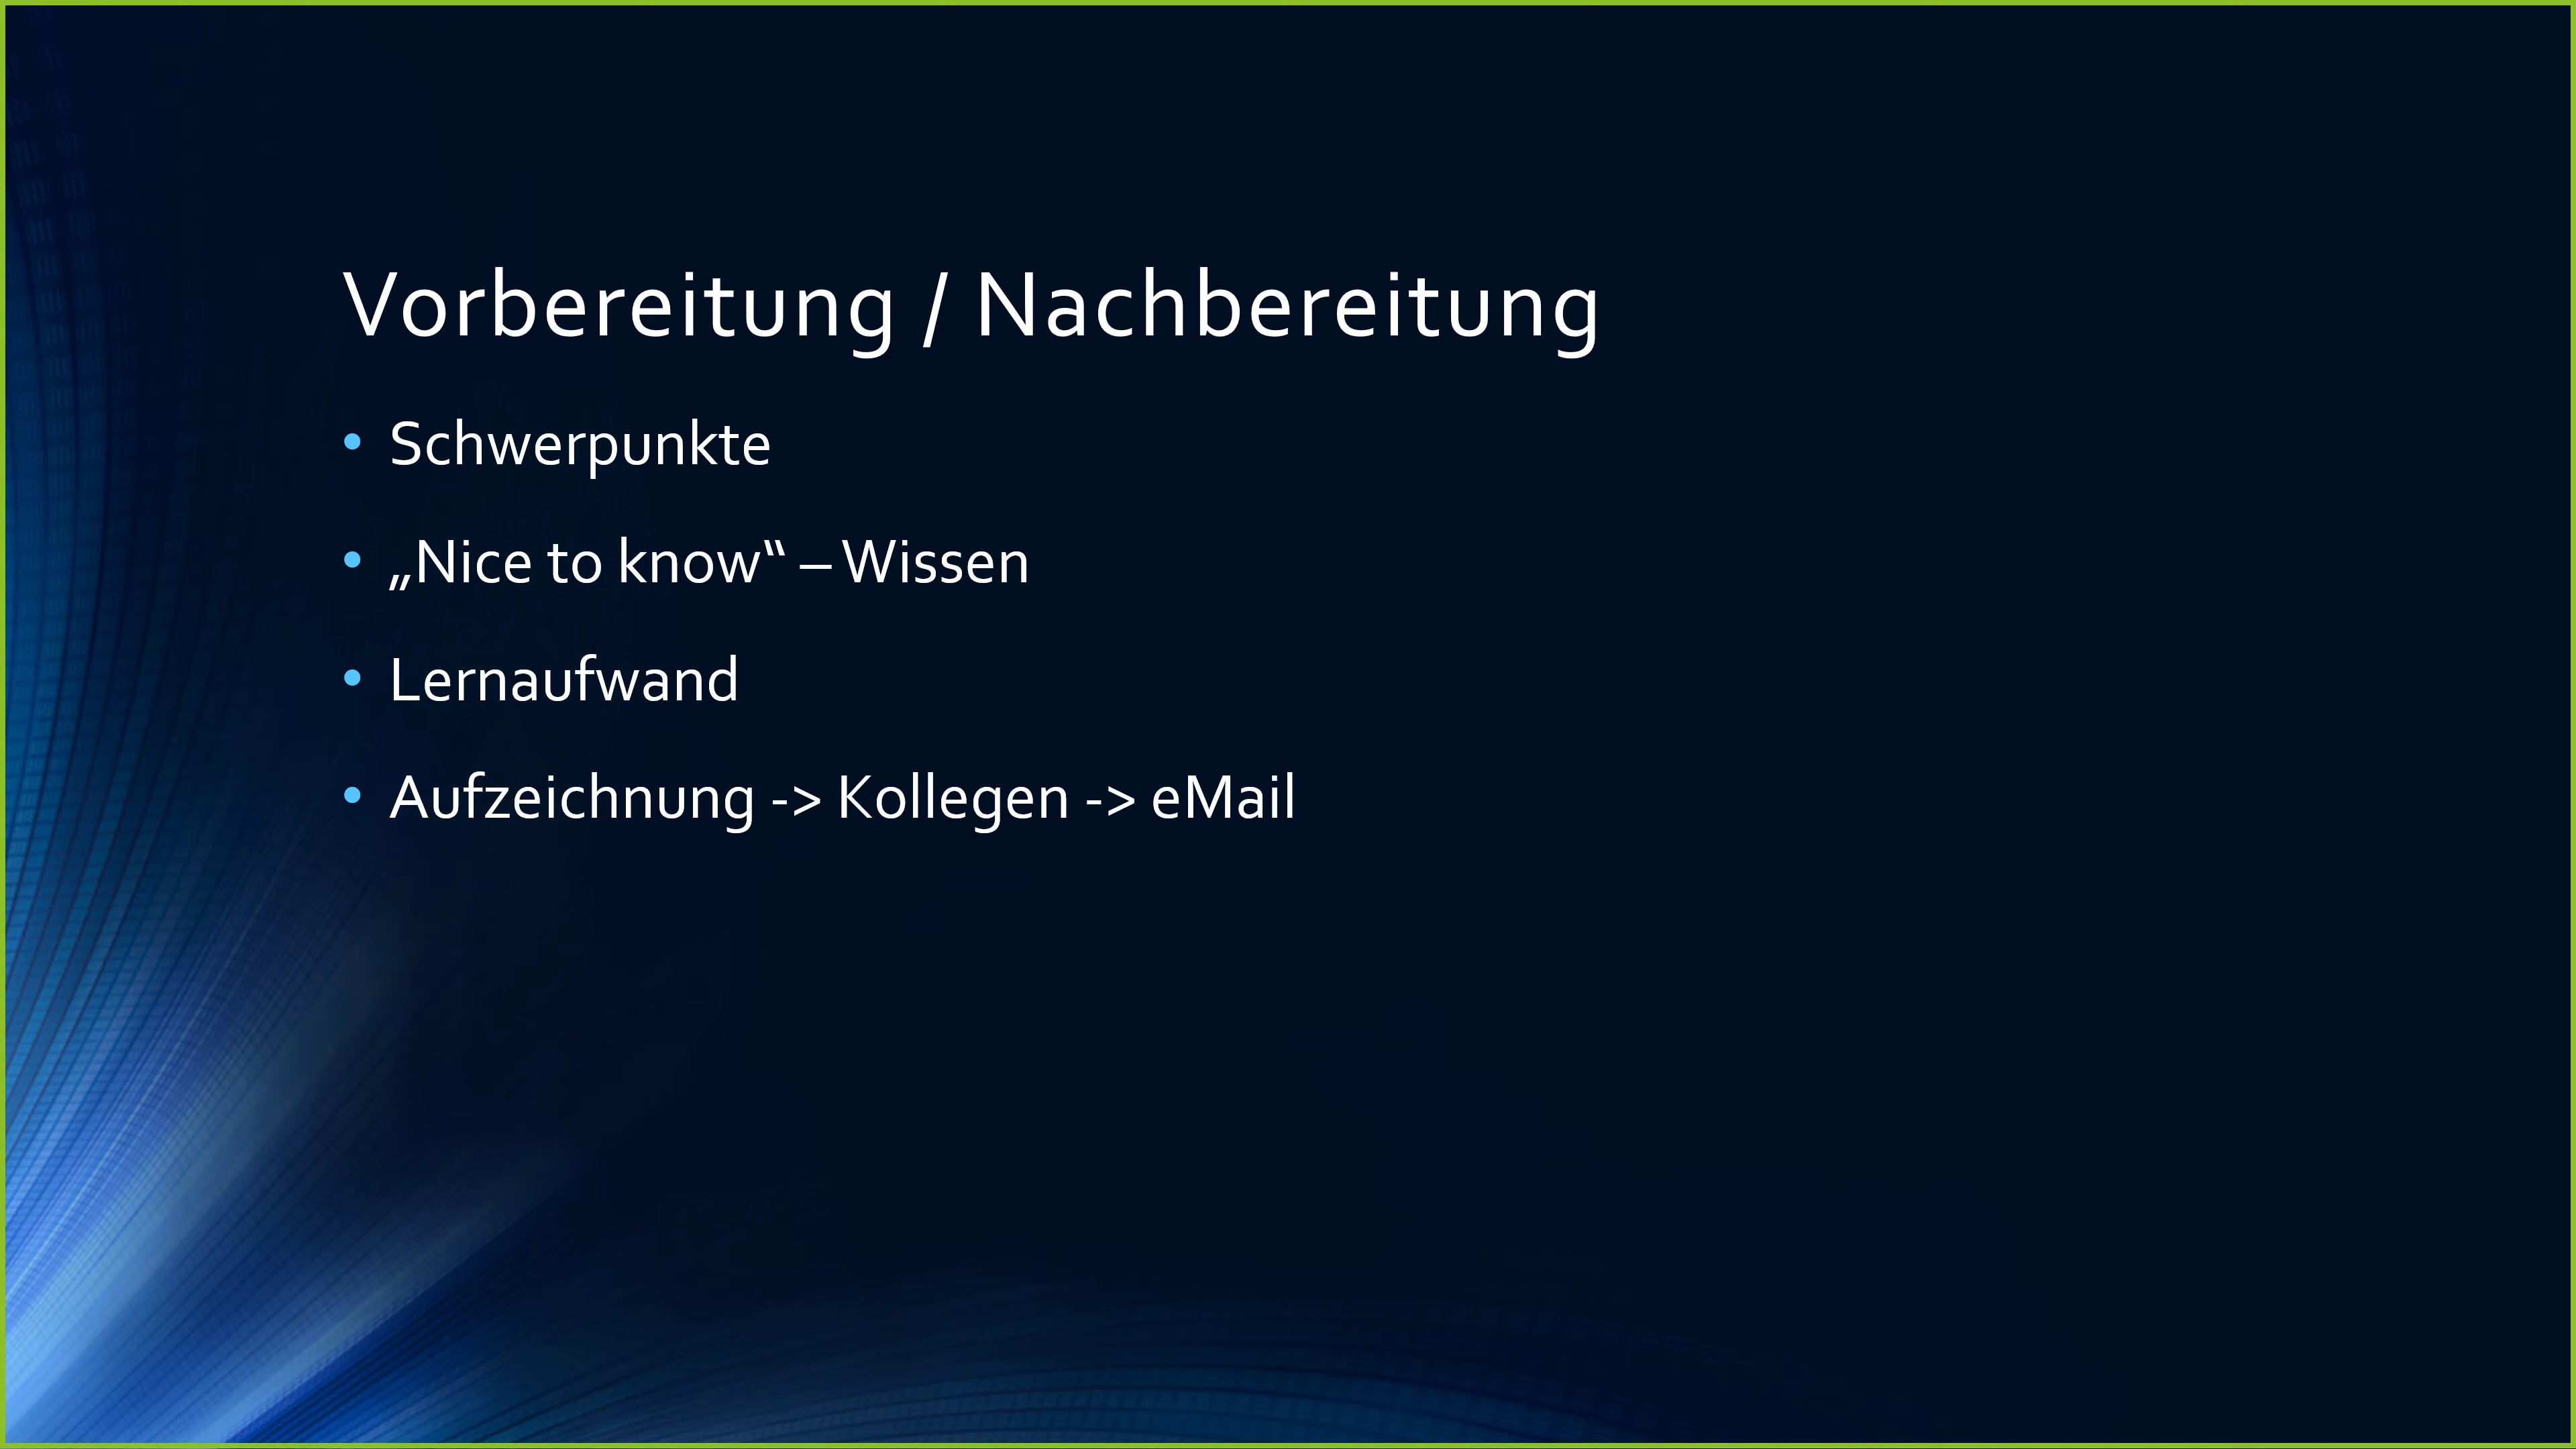 Vorbereitung / Nachbereitung
• Schwerpunkte
• „Nice to know“ – Wissen
• Lernaufwand
• Aufzeichnung -> Kollegen -> eMail